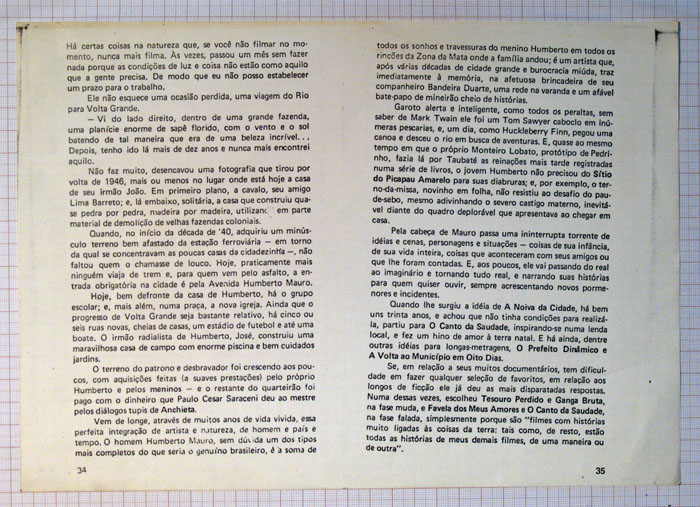 Há certas coisas na natureza que, se você não filmar no mo-
mento, nunca mais filma. Às vezes, passou um mês sem fazer
nada porque as condições de luz e coisa não estão como aquilo
que a gente precisa. De modo que eu não posso estabelecer
um prazo para o trabalho.
Ele não esquece uma ocasião perdida, uma viagem do Rio
para Volta Grande.
— Vi do lado direito, dentro de uma grande fazenda,
uma planície enorme de sapê florido, com o vento e o sol
batendo de tal maneira que era de uma beleza incrível...
Depois, tenho ido lá mais de dez anos e nunca mais encontrei
aquilo.
Não faz muito, desencavou uma fotografia que tirou por
volta de 1946, mais ou menos no lugar onde está hoje a casa
de seu irmão João. Em primeiro plano, a cavalo, seu amigo
Lima Barreto; e, lá embaixo, solitária, a casa que construiu qua-
se pedra por pedra, madeira por madeira, utilizan. em parte
material de demolição de velhas fazendas coloniais.
Quando, no início da década de '40, adquiriu um minús-
culo terreno bem afastado da estação ferroviária — em torno
da qual se concentravam as poucas casas da cidadezinha —, não
faltou quem o chamasse de louco. Hoje, praticamente mais
ninguém viaja de trem e, para quem vem pelo asfalto, a en-
trada obrigatória na cidade é pela Avenida Humberto Mauro.
Hoje, bem defronte da casa de Humberto, há o grupo
escolar; e, mais além, numa praça, a nova igreja. Ainda que o
progresso de Volta Grande seja bastante relativo, há cinco ou
seis ruas novas, cheias de casas, um estádio de futebol e até uma
boate. O irmão radialista de Humberto, José, construiu uma
maravilhosa casa de campo com enorme piscina e bem cuidados
jardins.
O terreno do patrono e desbravador foi crescendo aos pou-
cos, com aquisições feitas (a suaves prestações) pelo próprio
Humberto e pelos meninos — e o restante do quarteirão foi
pago com o dinheiro que Paulo Cesar Saraceni deu ao mestre
pelos diálogos tupis de Anchieta.
Vem de longe, através de muitos anos de vida vivida, essa
perfeita integração de artista e natureza, de homem e país e
tempo. O homem Humberto Mauro, sem dúvida um dos tipos
mais completos do que seria o genuíno brasileiro, é a soma de
34
todos os sonhos e travessuras do menino Humberto em todos os
rincões da Zona da Mata onde a família andou; é um artista que,
após várias décadas de cidade grande e burocracia miúda, traz
imediatamente à memória, na afetuosa brincadeira de seu
companheiro Bandeira Duarte, uma rede na varanda e um afável
bate-papo de mineirão cheio de histórias.
Garoto alerta e inteligente, como todos os peraltas, sem
saber de Mark Twain ele foi um Tom Sawyer caboclo em inú-
meras pescarias, e, um dia, como Huckleberry Finn, pegou uma
canoa e desceu o rio em busca de aventuras. E, quase ao mesmo
tempo em que o próprio Monteiro Lobato, protótipo de Pedri-
nho, fazia lá por Taubaté as reinações mais tarde registradas
numa série de livros, o jovem Humberto não precisou do Sítio
do Picapau Amarelo para suas diabruras; e, por exemplo, o ter-
no-da-missa, novinho em folha, não resistiu ao desafio do pau-
de-sebo, mesmo adivinhando o severo castigo materno, inevitá-
vel diante do quadro deplorável que apresentava ao chegar em
casa.
Pela cabeça de Mauro passa uma ininterrupta torrente de
idéias e cenas, personagens e situações — coisas de sua infância,
de sua vida inteira, coisas que aconteceram com seus amigos ou
que lhe foram contadas. E, aos poucos, ele vai passando do real
ao imaginário e tornando tudo real, e narrando suas histórias
para quem quiser ouvir, sempre acrescentando novos porme-
nores e incidentes.
Quando lhe surgiu a idéia de A Noiva da Cidade, há bem
uns trinta anos, e achou que não tinha condições para realizá-
la, partiu para O Canto da Saudade, inspirando-se numa lenda
local, e fez um hino de amor à terra natal. E há ainda, dentre
outras idéias para longas-metragens, O Prefeito Dinâmico e
A Volta ao Município em Oito Dias.
Se, em relação a seus muitos documentários, tem dificul-
dade em fazer qualquer seleção de favoritos, em relação aos
longos de ficção ele já deu as mais disparatadas respostas.
Numa dessas vezes, escolheu Tesouro Perdido e Ganga Bruta,
na fase muda, e Favela dos Meus Amores e O Canto da Saudade,
na fase falada, simplesmente porque são "filmes com histórias
muito ligadas às coisas da terra: tais como, de resto, estão
todas as histórias de meus demais filmes, de uma maneira ou
de outra".
35